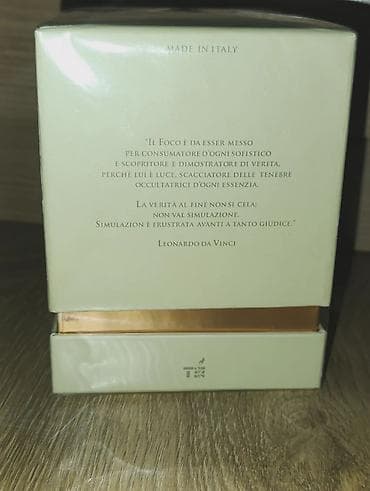 MADE IN ITALY
"IL FOCO È DA ESSER MESSO
PER CONSUMATORE D'OGNI SOFISTICO
E SCOPRITORE E DIMOSTRATORE DI VERITÀ,
PERCHÉ LUI È LUCE, SCACCIATORE DELLE TENEBRE
OCCULTATRICI D'OGNI ESSENZIA.
LA VERITÀ AL FINE NON SI CELA;
NON VAL SIMULAZIONE.
SIMULAZION È FRUSTRATA AVANTI A TANTO GIUDICE."
LEONARDO DA VINCI